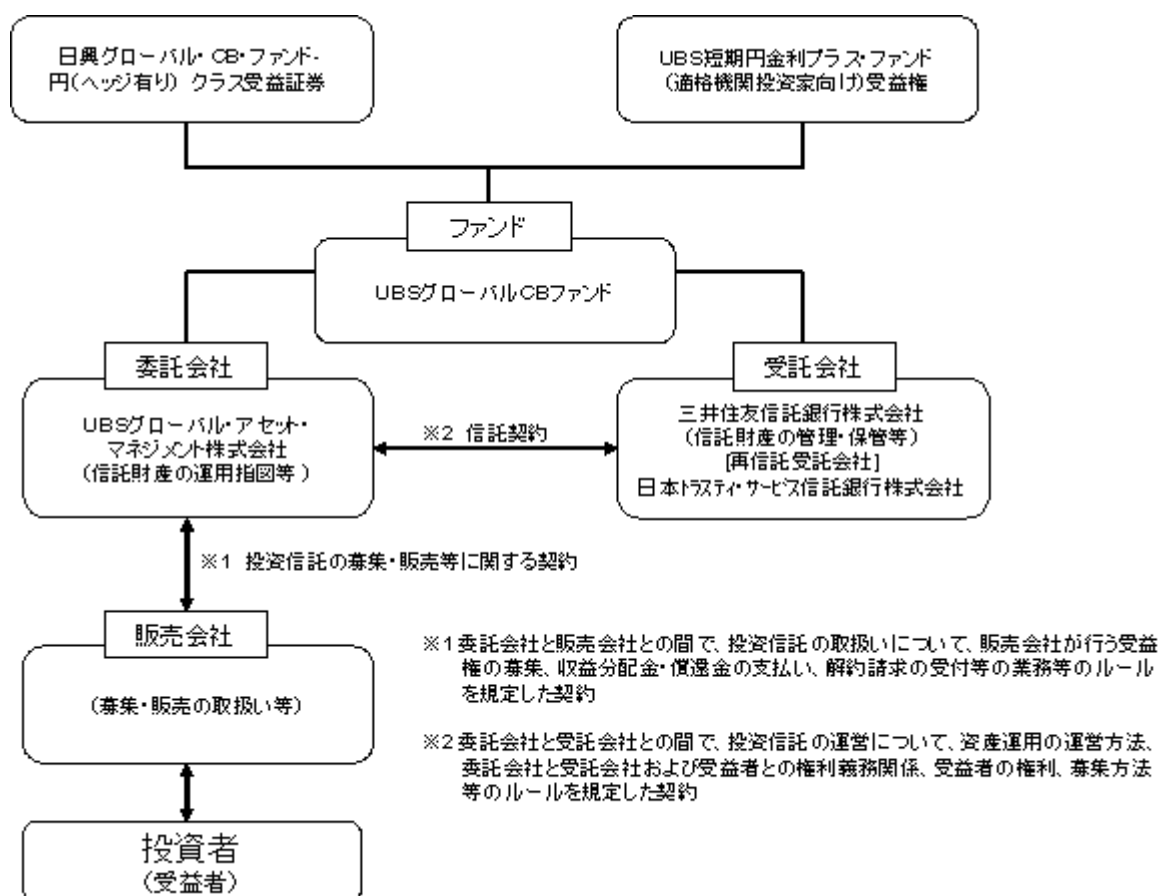 日興グローバル・CB・ファンド-
円(ヘッジ有り) クラス受益証券
UBS短期円金利プラス・ファンド
(適格機関投資家向け)受益権
ファンド
UBSグローバルCBファンド
委託会社
UBSグローバル・アセット・
マネジメント株式会社
(信託財産の運用指図等)
※2 信託契約
受託会社
三井住友信託銀行株式会社
(信託財産の管理・保管等)
[再信託受託会社]
日本トラスティ・サービス信託銀行株式会社
※1 投資信託の募集・販売等に関する契約
販売会社
(募集・販売の取扱い等)
※1 委託会社と販売会社との間で、投資信託の取扱いについて、販売会社が行う受益
権の募集、収益分配金・償還金の支払い、解約請求の受付等の業務等のルール
を規定した契約
※2 委託会社と受託会社との間で、投資信託の運営について、資産運用の運営方法、
委託会社と受託会社および受益者との権利義務関係、受益者の権利、募集方法
等のルールを規定した契約
投資者
(受益者)